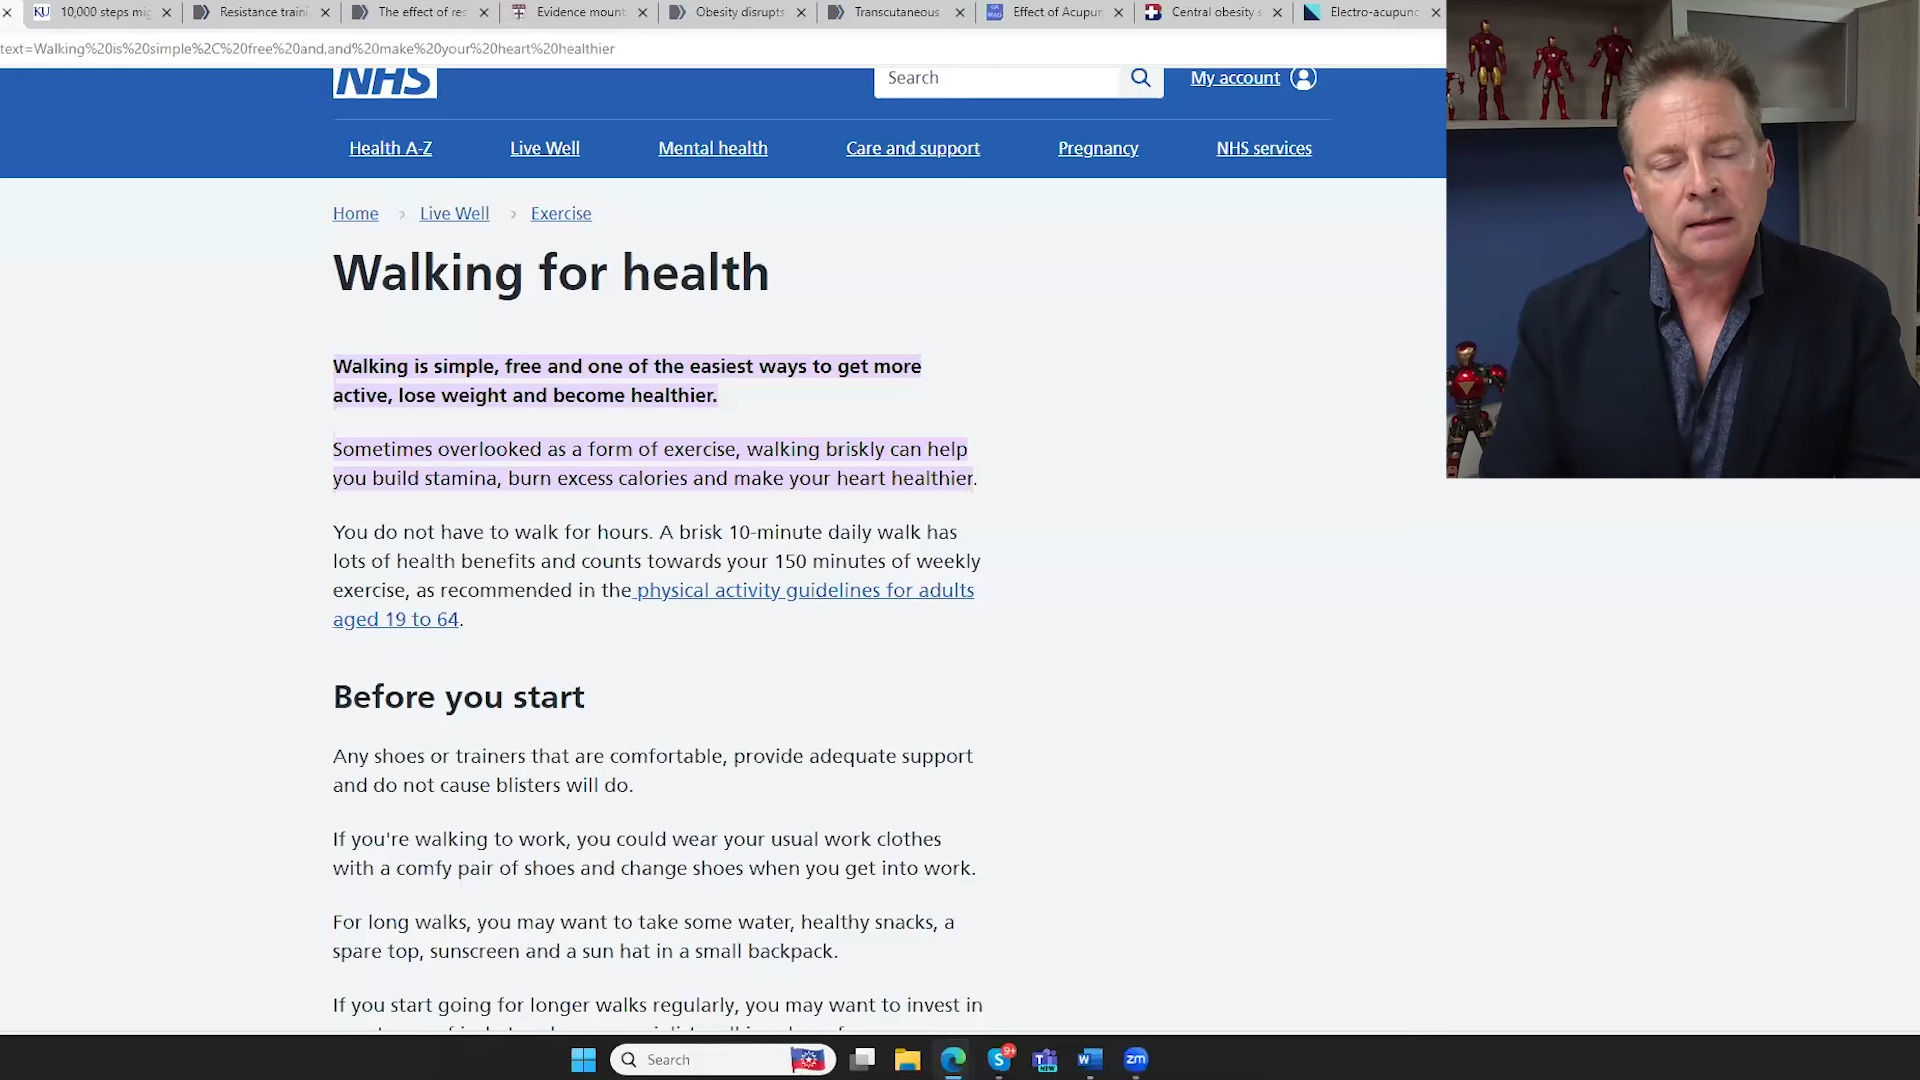 KU 10,000 steps mig
Resistance traini
The effect of res
Evidence mount
Obesity disrupts
Transcutaneous
Effect of Acupun
Central obesity s
Electro-acupunc
text=Walking%20is%20simple%2C%20free%20and,and%20make%20your%20heart%20healthier
NHS
Search
My account
Health A-Z
Live Well
Mental health
Care and support
Pregnancy
NHS services
Home > Live Well > Exercise
Walking for health
Walking is simple, free and one of the easiest ways to get more
active, lose weight and become healthier.
Sometimes overlooked as a form of exercise, walking briskly can help
you build stamina, burn excess calories and make your heart healthier.
You do not have to walk for hours. A brisk 10-minute daily walk has
lots of health benefits and counts towards your 150 minutes of weekly
exercise, as recommended in the physical activity guidelines for adults
aged 19 to 64.
Before you start
Any shoes or trainers that are comfortable, provide adequate support
and do not cause blisters will do.
If you're walking to work, you could wear your usual work clothes
with a comfy pair of shoes and change shoes when you get into work.
For long walks, you may want to take some water, healthy snacks, a
spare top, sunscreen and a sun hat in a small backpack.
If you start going for longer walks regularly, you may want to invest in
Search
S 9+
NEW
W
zm